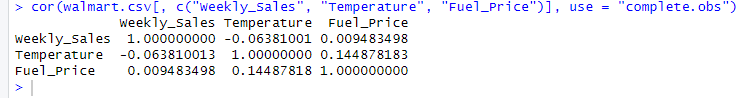 > cor(walmart.csv[, c("Weekly_Sales", "Temperature", "Fuel_Price")], use = "complete.obs")
Weekly_Sales Temperature Fuel_Price
Weekly_Sales 1.000000000 -0.06381001 0.009483498
Temperature -0.063810013 1.00000000 0.144878183
Fuel_Price 0.009483498 0.14487818 1.000000000
>